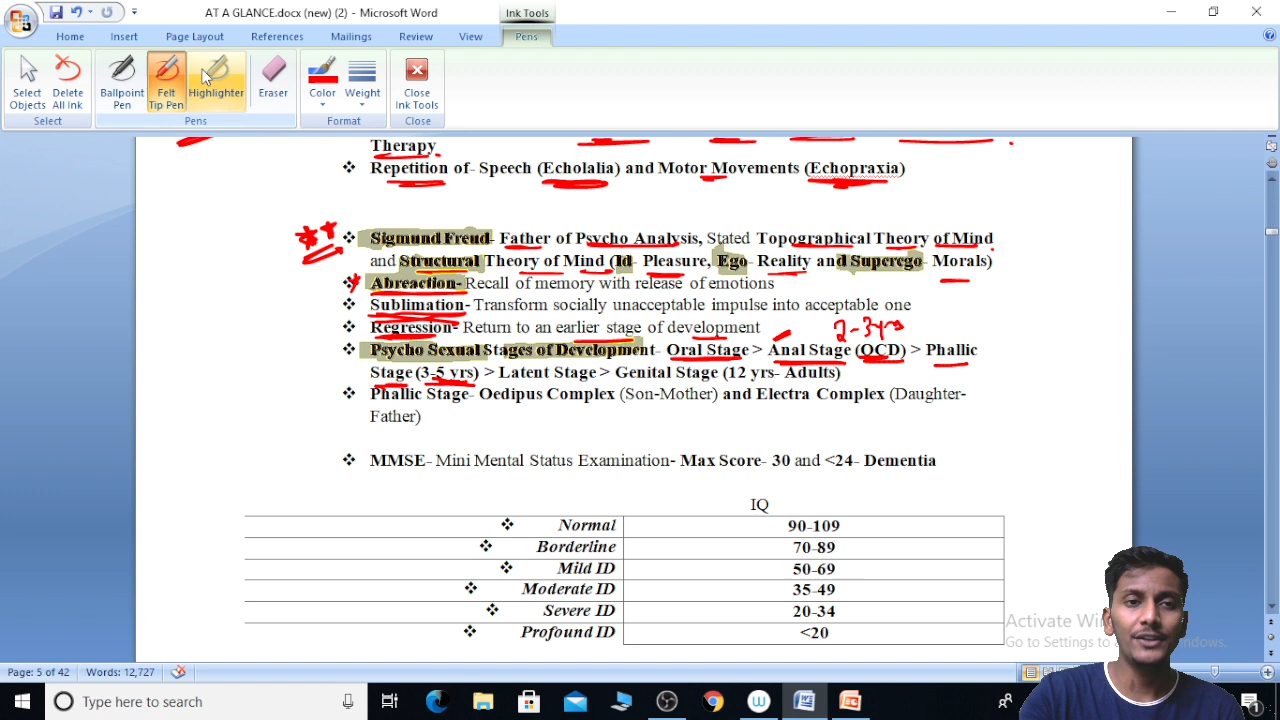 AT A GLANCE.docx (new) (2) - Microsoft Word
Ink Tools
Home Insert Page Layout References Mailings Review View Pens
Select Objects
Delete All Ink
Ballpoint Pen
Felt Tip Pen
Highlighter
Eraser
Color
Weight
Close Ink Tools
Select Pens Format Close
Therapy
❖ Repetition of- Speech (Echolalia) and Motor Movements (Echopraxia)
❖ Sigmund Freud- Father of Psycho Analysis, Stated Topographical Theory of Mind
and Structural Theory of Mind (Id- Pleasure, Ego- Reality and Superego- Morals)
❖ Abreaction- Recall of memory with release of emotions
❖ Sublimation- Transform socially unacceptable impulse into acceptable one
❖ Regression- Return to an earlier stage of development
2-3yrs
❖ Psycho Sexual Stages of Development- Oral Stage > Anal Stage (OCD) > Phallic
Stage (3-5 yrs) > Latent Stage > Genital Stage (12 yrs- Adults)
❖ Phallic Stage- Oedipus Complex (Son-Mother) and Electra Complex (Daughter-
Father)
❖ MMSE- Mini Mental Status Examination- Max Score- 30 and <24- Dementia
IQ
❖ Normal 90-109
❖ Borderline 70-89
❖ Mild ID 50-69
❖ Moderate ID 35-49
❖ Severe ID 20-34
❖ Profound ID <20
Activate
Go to Settings to
Page: 5 of 42 Words: 12,727
Type here to search